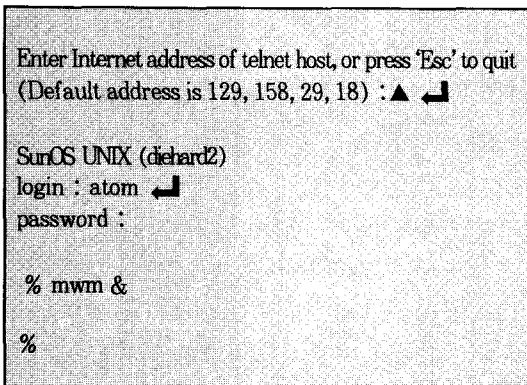 Enter Internet address of telnet host, or press 'Esc' to quit
(Default address is 129, 158, 29, 18) : ▲ ↵
SunOS UNIX (diehard2)
login : atom ↵
password :
% mwm &
%